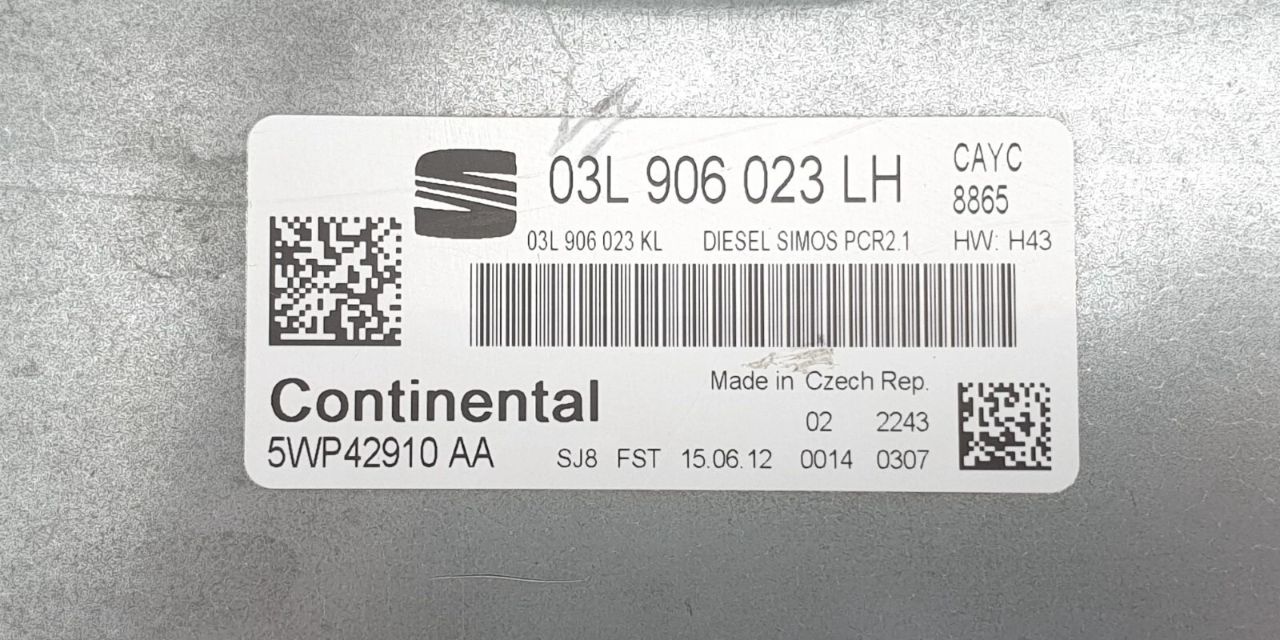 03L 906 023 LH
CAYC
8865
03L 906 023 KL DIESEL SIMOS PCR2.1 HW: H43
Continental
Made in Czech Rep.
02 2243
5WP42910 AA SJ8 FST 15.06.12 0014 0307